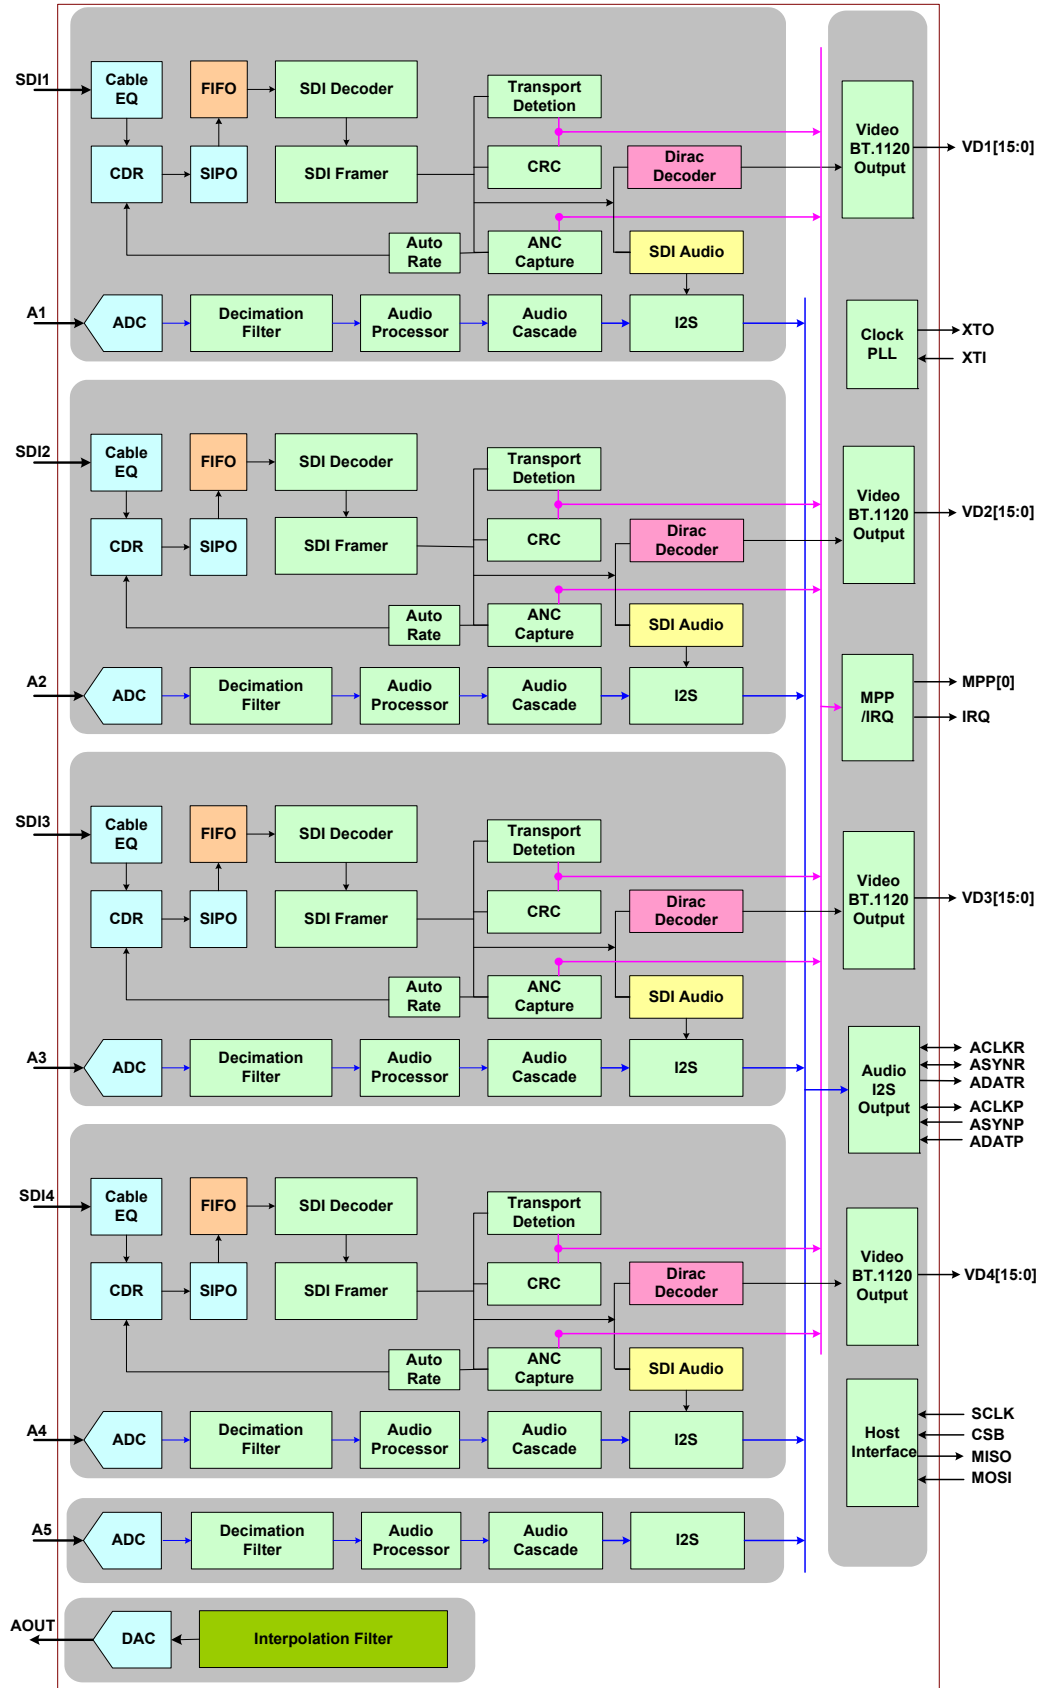 SDI1
Cable
EQ
FIFO
SDI Decoder
Transport
Detetion
Video
BT.1120
Output
VD1[15:0]
CDR
SIPO
SDI Framer
CRC
Dirac
Decoder
Auto
Rate
ANC
Capture
SDI Audio
A1
ADC
Decimation
Filter
Audio
Processor
Audio
Cascade
I2S
Clock
PLL
XTO
XTI
SDI2
Cable
EQ
FIFO
SDI Decoder
Transport
Detetion
Video
BT.1120
Output
VD2[15:0]
CDR
SIPO
SDI Framer
CRC
Dirac
Decoder
Auto
Rate
ANC
Capture
SDI Audio
A2
ADC
Decimation
Filter
Audio
Processor
Audio
Cascade
I2S
MPP
/IRQ
MPP[0]
IRQ
SDI3
Cable
EQ
FIFO
SDI Decoder
Transport
Detetion
Video
BT.1120
Output
VD3[15:0]
CDR
SIPO
SDI Framer
CRC
Dirac
Decoder
Auto
Rate
ANC
Capture
SDI Audio
A3
ADC
Decimation
Filter
Audio
Processor
Audio
Cascade
I2S
Audio
I2S
Output
ACLKR
ASYNR
ADATR
ACLKP
ASYNP
ADATP
SDI4
Cable
EQ
FIFO
SDI Decoder
Transport
Detetion
Video
BT.1120
Output
VD4[15:0]
CDR
SIPO
SDI Framer
CRC
Dirac
Decoder
Auto
Rate
ANC
Capture
SDI Audio
A4
ADC
Decimation
Filter
Audio
Processor
Audio
Cascade
I2S
Host
Interface
SCLK
CSB
MISO
MOSI
A5
ADC
Decimation
Filter
Audio
Processor
Audio
Cascade
I2S
AOUT
DAC
Interpolation Filter